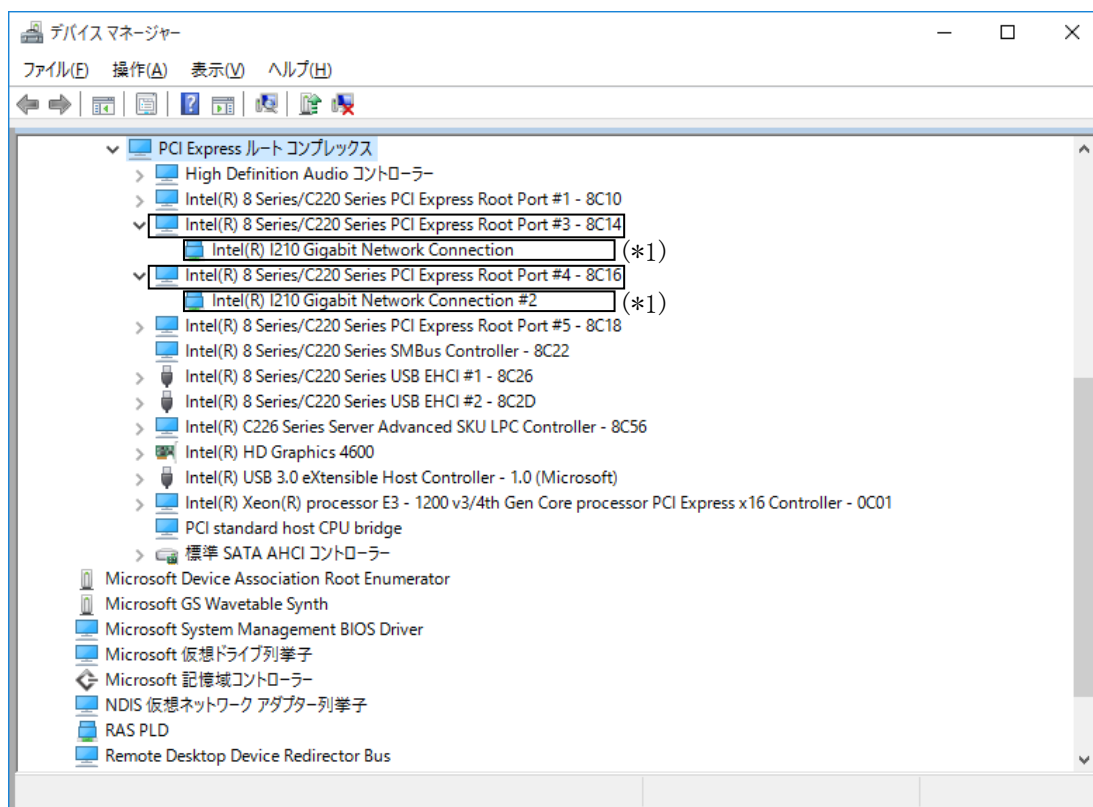 デバイス マネージャー
ファイル(F) 操作(A) 表示(V) ヘルプ(H)
PCI Express ルート コンプレックス
High Definition Audio コントローラー
Intel(R) 8 Series/C220 Series PCI Express Root Port #1 - 8C10
Intel(R) 8 Series/C220 Series PCI Express Root Port #3 - 8C14
Intel(R) I210 Gigabit Network Connection (*1)
Intel(R) 8 Series/C220 Series PCI Express Root Port #4 - 8C16
Intel(R) I210 Gigabit Network Connection #2 (*1)
Intel(R) 8 Series/C220 Series PCI Express Root Port #5 - 8C18
Intel(R) 8 Series/C220 Series SMBus Controller - 8C22
Intel(R) 8 Series/C220 Series USB EHCI #1 - 8C26
Intel(R) 8 Series/C220 Series USB EHCI #2 - 8C2D
Intel(R) C226 Series Server Advanced SKU LPC Controller - 8C56
Intel(R) HD Graphics 4600
Intel(R) USB 3.0 eXtensible Host Controller - 1.0 (Microsoft)
Intel(R) Xeon(R) processor E3 - 1200 v3/4th Gen Core processor PCI Express x16 Controller - 0C01
PCI standard host CPU bridge
標準 SATA AHCI コントローラー
Microsoft Device Association Root Enumerator
Microsoft GS Wavetable Synth
Microsoft System Management BIOS Driver
Microsoft 仮想ドライブ列挙子
Microsoft 記憶域コントローラー
NDIS 仮想ネットワーク アダプター列挙子
RAS PLD
Remote Desktop Device Redirector Bus